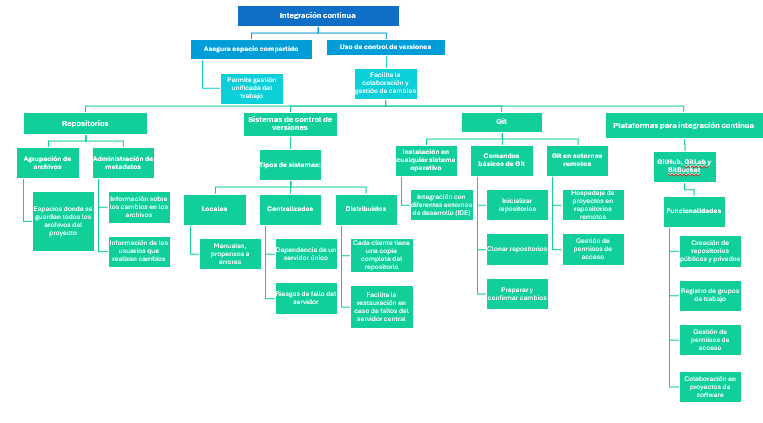 Integración continua
Asegura espacio compartido
Uso de control de versiones
Permite gestión
unificada del
trabajo
Facilita la
colaboración y
gestión de cambios
Repositorios
Sistemas de control de
versiones
Git
Plataformas para integración continua
Agrupación de
archivos
Administración de
metadatos
Tipos de sistemas:
Instalación en
cualquier sistema
operativo
Comandos
básicos de Git
Git en entornos
remotos
GitHub, GitLab y
BitBucket
Espacios donde se
guardan todos los
archivos del
proyecto
Información sobre
los cambios en los
archivos
Información de los
usuarios que
realizan cambios
Locales
Centralizados
Distribuidos
Manuales,
propensos a
errores
Dependencia de un
servidor único
Riesgos de fallo del
servidor
Cada cliente tiene
una copia
completa del
repositorio
Facilita la
restauración en
caso de fallos del
servidor central
Integración con
diferentes entornos
de desarrollo (IDE)
Inicializar
repositorios
Clonar repositorios
Preparar y
confirmar cambios
Hospedaje de
proyectos en
repositorios
remotos
Gestión de
permisos de
acceso
Funcionalidades
Creación de
repositorios
públicos y privados
Registro de grupos
de trabajo
Gestión de
permisos de
acceso
Colaboración en
proyectos de
software